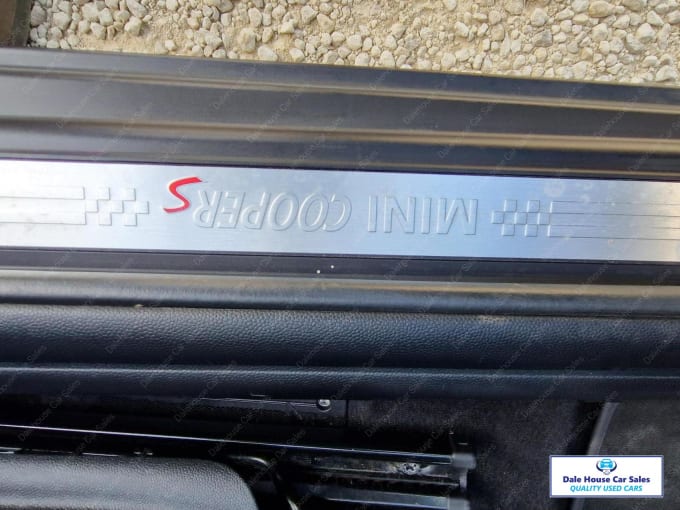 MINI COOPER S
Dale House Car Sales
QUALITY USED CARS